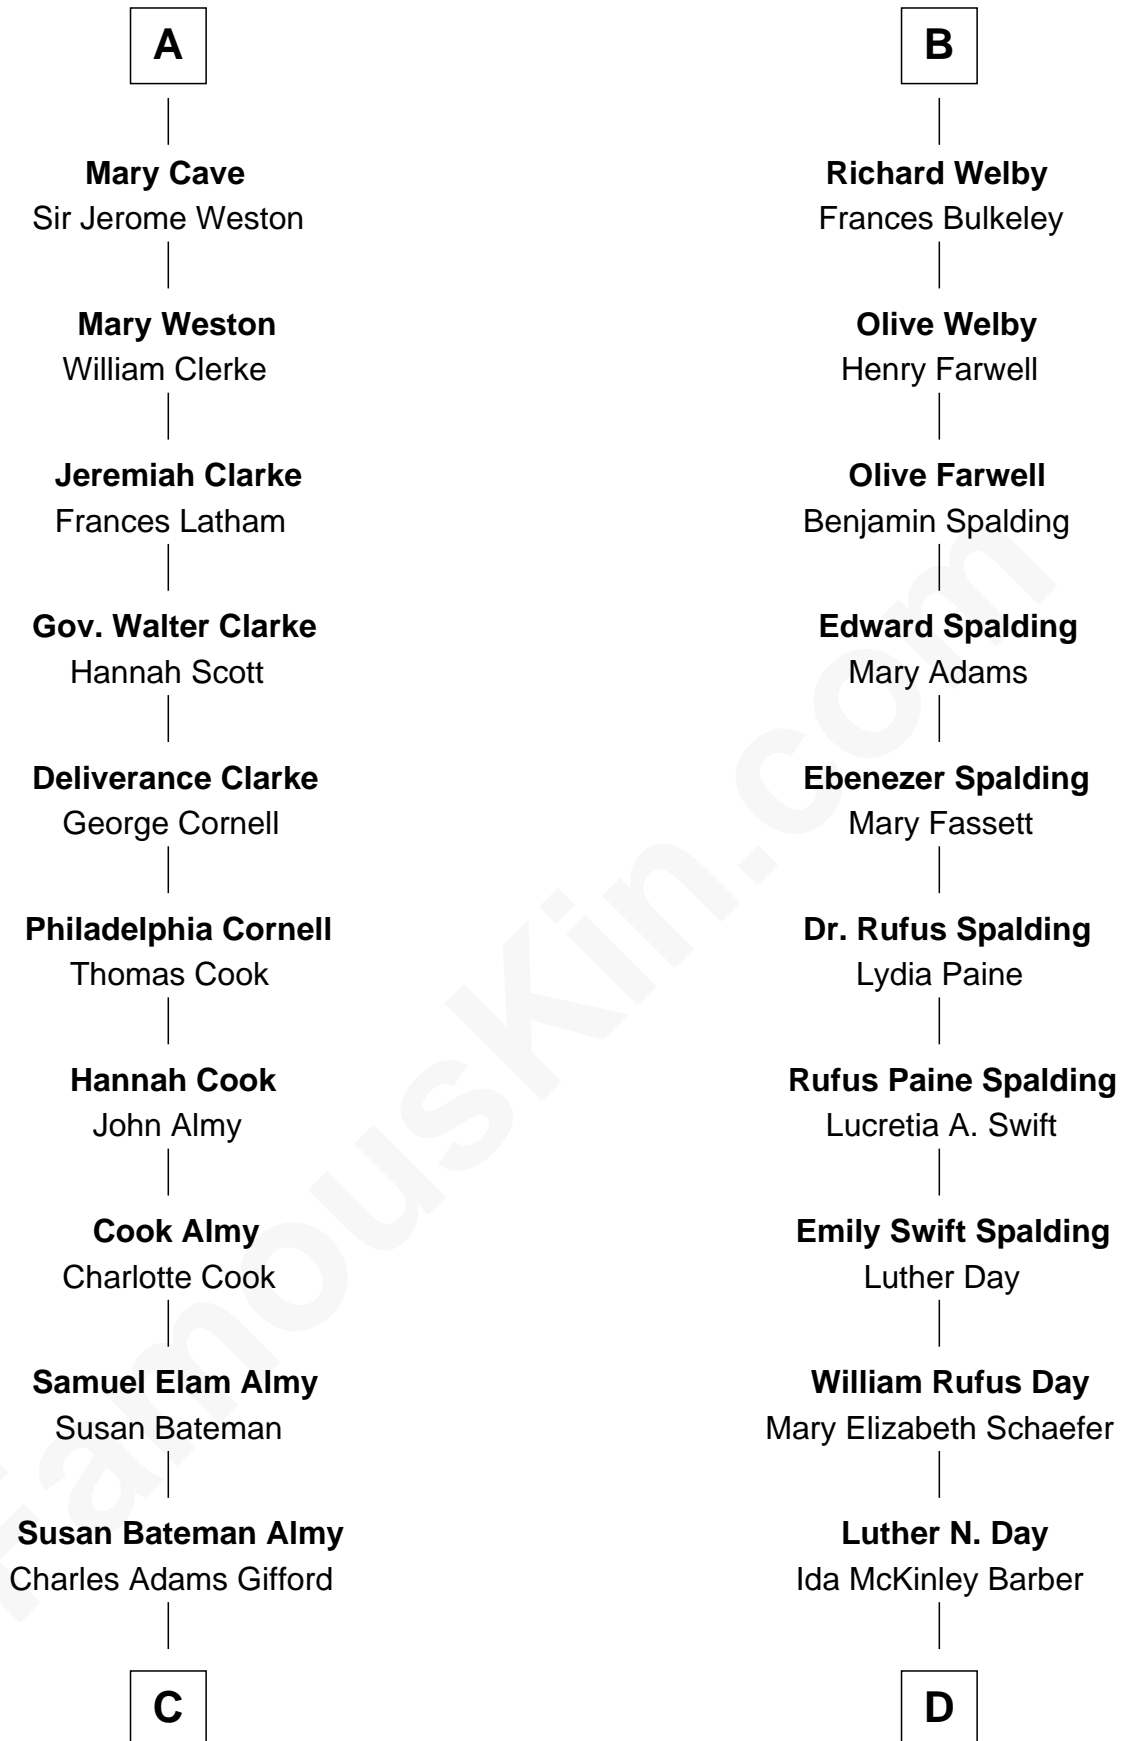 A
Mary Cave
Sir Jerome Weston
Mary Weston
William Clerke
Jeremiah Clarke
Frances Latham
Gov. Walter Clarke
Hannah Scott
Deliverance Clarke
George Cornell
Philadelphia Cornell
Thomas Cook
Hannah Cook
John Almy
Cook Almy
Charlotte Cook
Samuel Elam Almy
Susan Bateman
Susan Bateman Almy
Charles Adams Gifford
C
B
Richard Welby
Frances Bulkeley
Olive Welby
Henry Farwell
Olive Farwell
Benjamin Spalding
Edward Spalding
Mary Adams
Ebenezer Spalding
Mary Fassett
Dr. Rufus Spalding
Lydia Paine
Rufus Paine Spalding
Lucretia A. Swift
Emily Swift Spalding
Luther Day
William Rufus Day
Mary Elizabeth Schaefer
Luther N. Day
Ida McKinley Barber
D
FamousKin.com